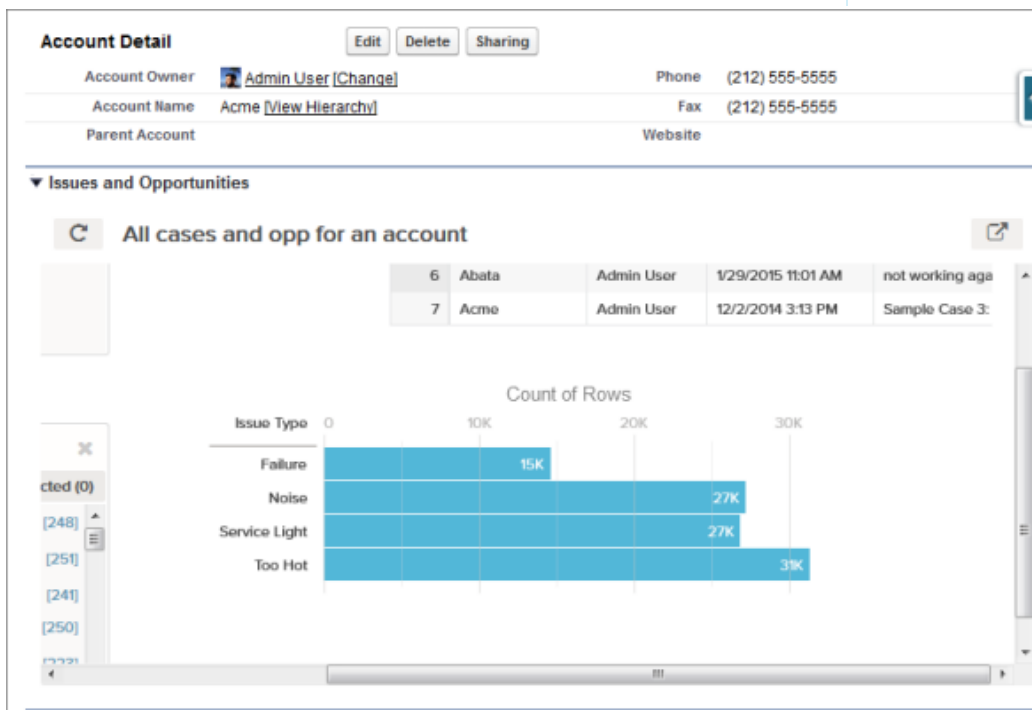 Account Detail Edit Delete Sharing
Account Owner Admin User [Change] Phone (212) 555-5555
Account Name Acme [View Hierarchy] Fax (212) 555-5555
Parent Account Website
Issues and Opportunities
All cases and opp for an account
6 Abata Admin User 1/29/2015 11:01 AM not working aga
7 Acme Admin User 12/2/2014 3:13 PM Sample Case 3:
Count of Rows
Issue Type 0 10K 20K 30K
Failure 15K
cted (0)
Noise 27K
[248]
Service Light 27K
[251]
Too Hot 31K
[241]
[250]